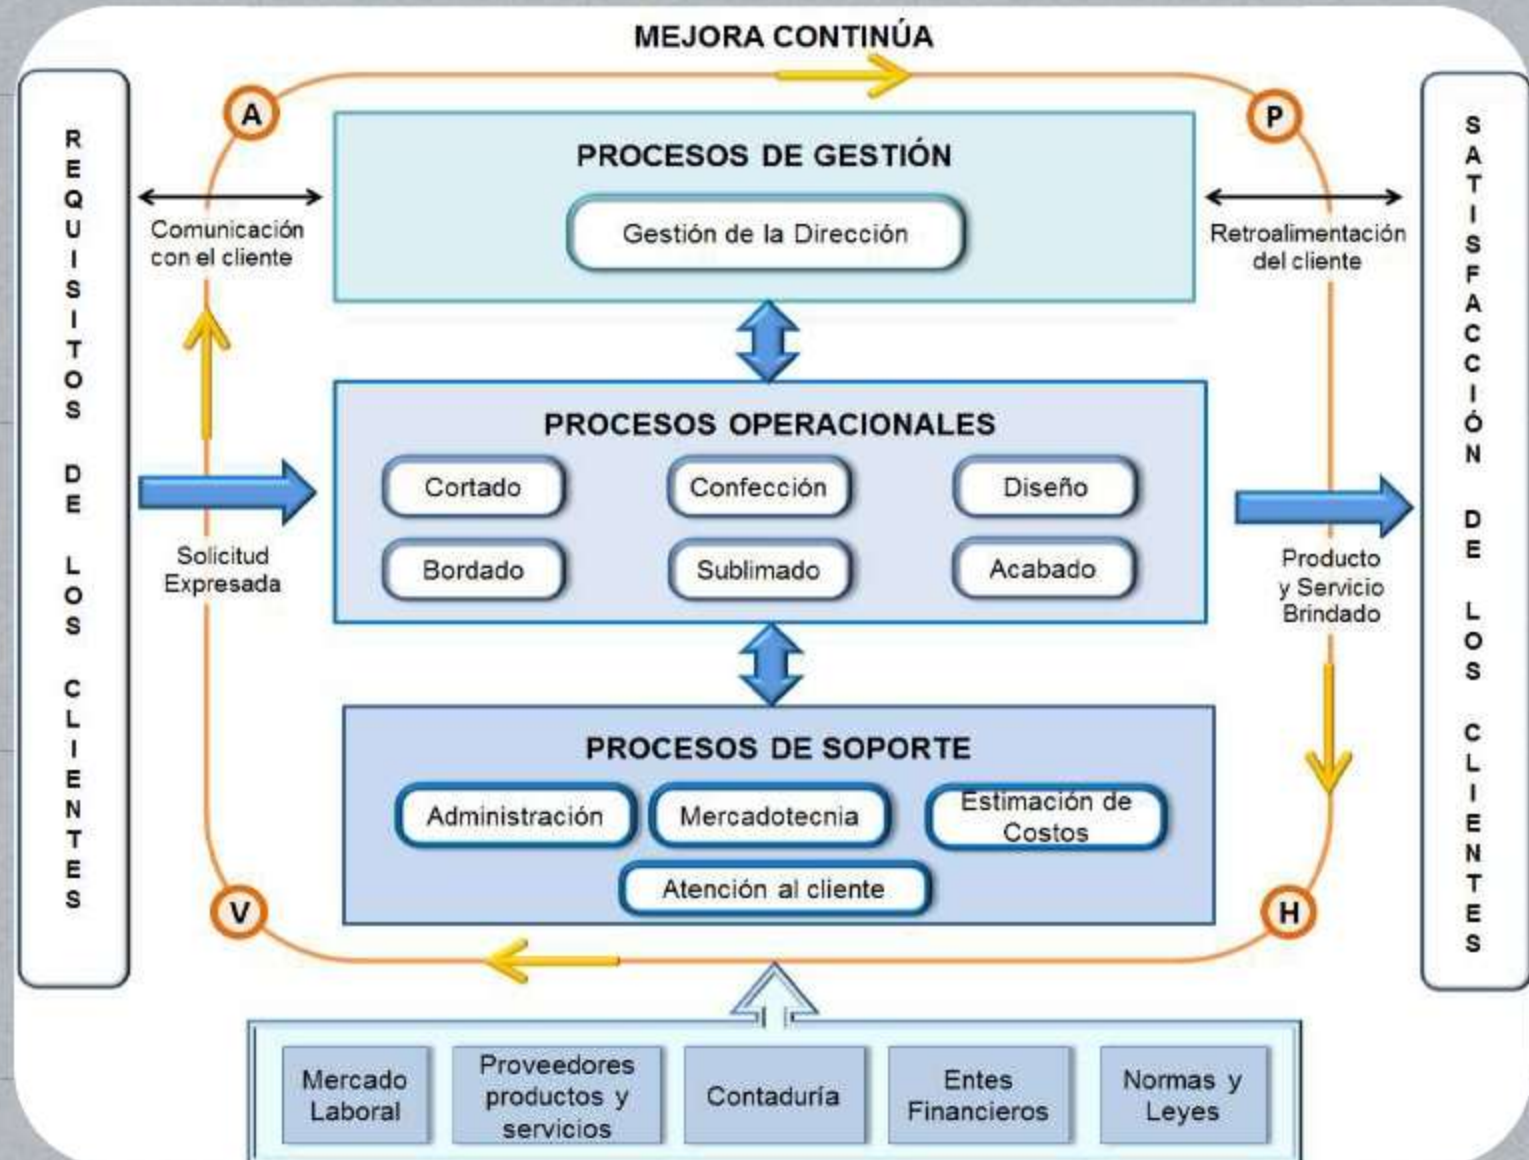 MEJORA CONTINÚA
A
P
REQUISITOS DE LOS CLIENTES
SATISFACCIÓN DE LOS CLIENTES
PROCESOS DE GESTIÓN
Gestión de la Dirección
Comunicación
con el cliente
Retroalimentación
del cliente
PROCESOS OPERACIONALES
Cortado
Confección
Diseño
Bordado
Sublimado
Acabado
Solicitud
Expresada
Producto
y Servicio
Brindado
PROCESOS DE SOPORTE
Administración
Mercadotecnia
Estimación de
Costos
Atención al cliente
V
H
Mercado
Laboral
Proveedores
productos y
servicios
Contaduría
Entes
Financieros
Normas y
Leyes